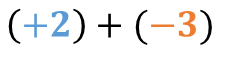 (+2) + (−3)